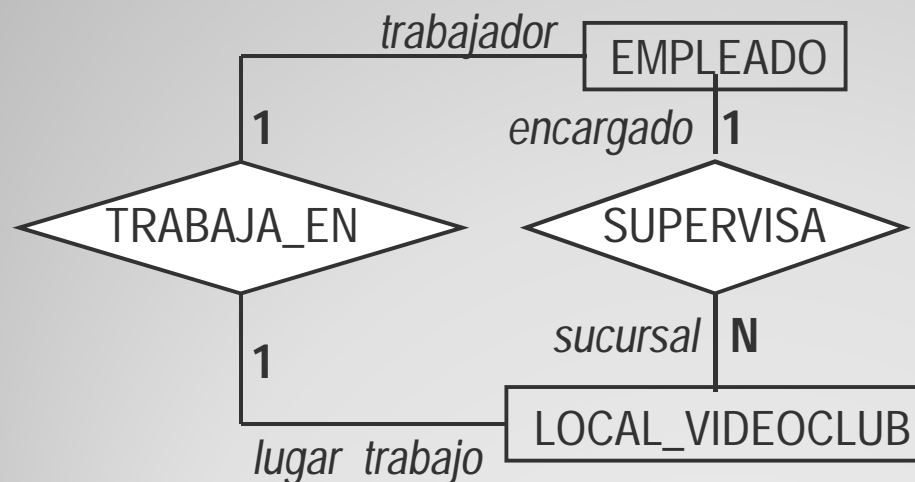 trabajador
EMPLEADO
1
encargado 1
TRABAJA_EN
SUPERVISA
sucursal N
1
LOCAL_VIDEOCLUB
lugar trabajo